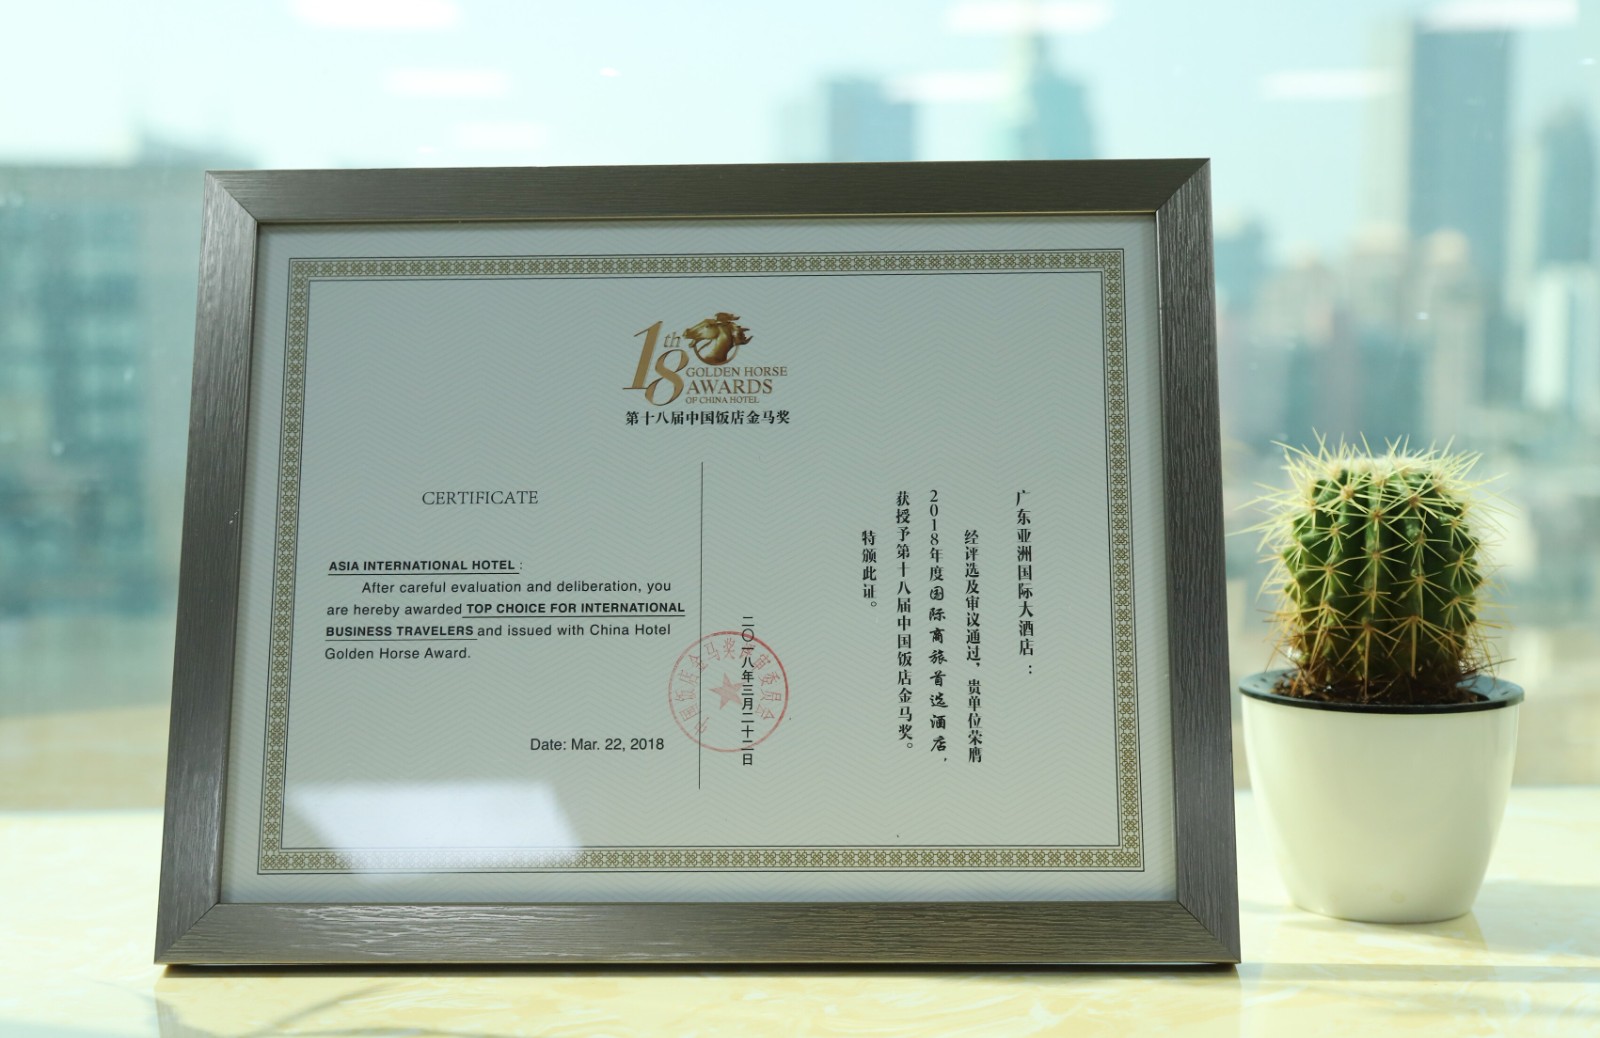 18th
GOLDEN HORSE
AWARDS
OF CHINA HOTEL
第十八届中国饭店金马奖
CERTIFICATE
ASIA INTERNATIONAL HOTEL :
After careful evaluation and deliberation, you
are hereby awarded TOP CHOICE FOR INTERNATIONAL
BUSINESS TRAVELERS and issued with China Hotel
Golden Horse Award.
Date: Mar. 22, 2018
广东亚洲国际大酒店：
经评选及审议通过，贵单位荣膺
2018年度国际商旅首选酒店，
获授予第十八届中国饭店金马奖。
特颁此证。
二〇一八年三月二十二日